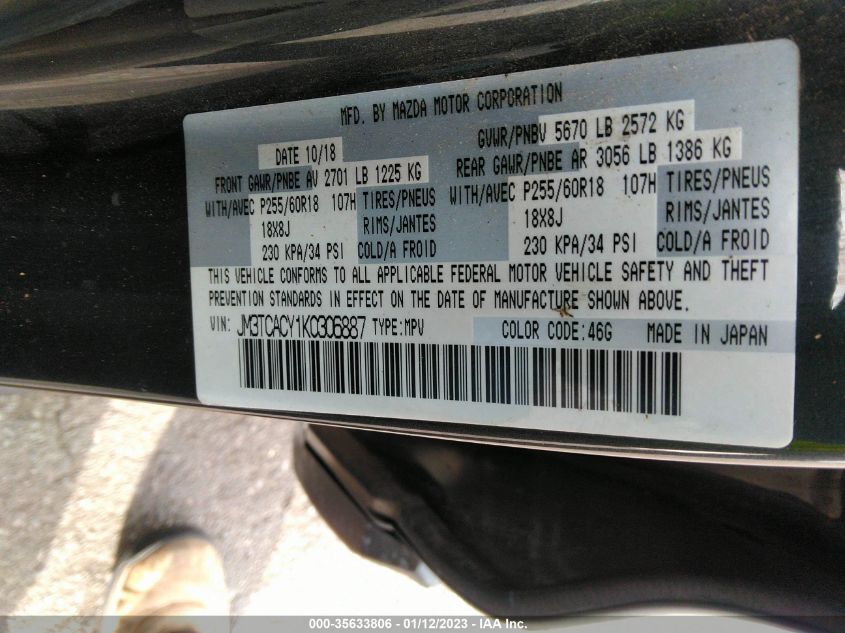 MFD. BY MAZDA MOTOR CORPORATION
DATE 10/18
GVWR/PNBV 5670 LB 2572 KG
FRONT GAWR/PNBE AV 2701 LB 1225 KG
REAR GAWR/PNBE AR 3056 LB 1386 KG
WITH/AVEC P255/60R18 107H TIRES/PNEUS
18X8J RIMS/JANTES
230 KPA/34 PSI COLD/A FROID
WITH/AVEC P255/60R18 107H TIRES/PNEUS
18X8J RIMS/JANTES
230 KPA/34 PSI COLD/A FROID
THIS VEHICLE CONFORMS TO ALL APPLICABLE FEDERAL MOTOR VEHICLE SAFETY AND THEFT
PREVENTION STANDARDS IN EFFECT ON THE DATE OF MANUFACTURE SHOWN ABOVE.
VIN: JM3TCACY1K0306887 TYPE:MPV COLOR CODE:46G MADE IN JAPAN
000-35633806 - 01/12/2023 - IAA Inc.